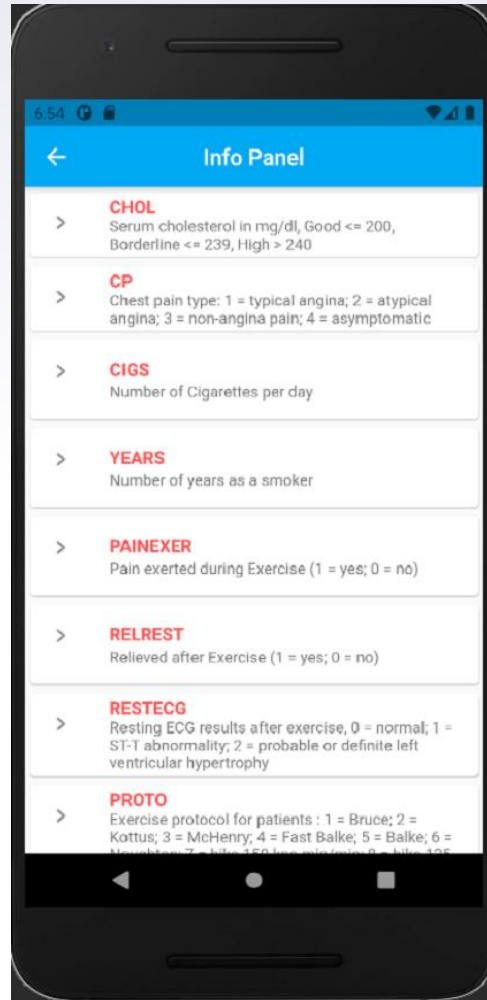 6:54
Info Panel
CHOL
Serum cholesterol in mg/dl, Good <= 200,
Borderline <= 239, High > 240
CP
Chest pain type: 1 = typical angina; 2 = atypical
angina; 3 = non-angina pain; 4 = asymptomatic
CIGS
Number of Cigarettes per day
YEARS
Number of years as a smoker
PAINEXER
Pain exerted during Exercise (1 = yes; 0 = no)
RELREST
Relieved after Exercise (1 = yes; 0 = no)
RESTECG
Resting ECG results after exercise, 0 = normal; 1 =
ST-T abnormality; 2 = probable or definite left
ventricular hypertrophy
PROTO
Exercise protocol for patients : 1 = Bruce; 2 =
Kottus; 3 = McHenry; 4 = Fast Balke; 5 = Balke; 6 =